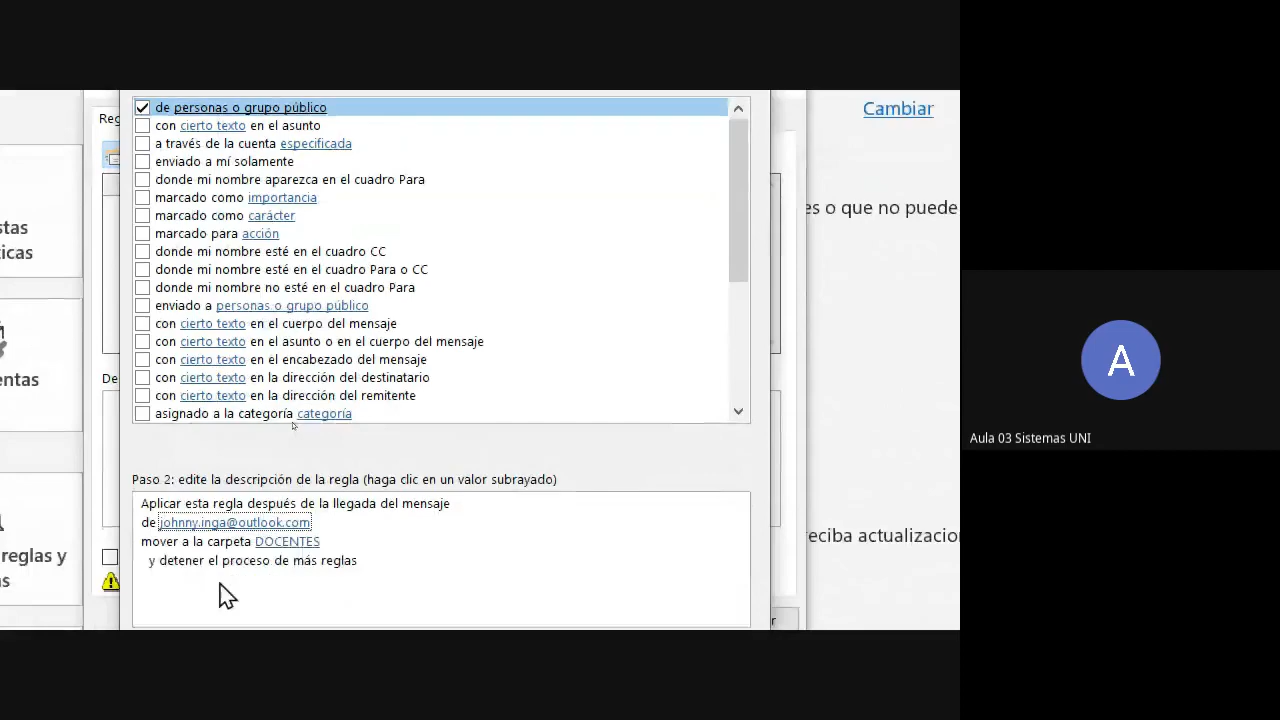 Cambiar
Reg
de personas o grupo público
con cierto texto en el asunto
a través de la cuenta especificada
enviado a mí solamente
donde mi nombre aparezca en el cuadro Para
marcado como importancia
marcado como carácter
marcado para acción
donde mi nombre esté en el cuadro CC
donde mi nombre esté en el cuadro Para o CC
donde mi nombre no esté en el cuadro Para
enviado a personas o grupo público
con cierto texto en el cuerpo del mensaje
con cierto texto en el asunto o en el cuerpo del mensaje
con cierto texto en el encabezado del mensaje
con cierto texto en la dirección del destinatario
con cierto texto en la dirección del remitente
asignado a la categoría categoría
es o que no puede
stas
icas
entas
De
Paso 2: edite la descripción de la regla (haga clic en un valor subrayado)
Aplicar esta regla después de la llegada del mensaje
de johnny.inga@outlook.com
mover a la carpeta DOCENTES
y detener el proceso de más reglas
reglas y
as
eciba actualizacio
r
A
Aula 03 Sistemas UNI